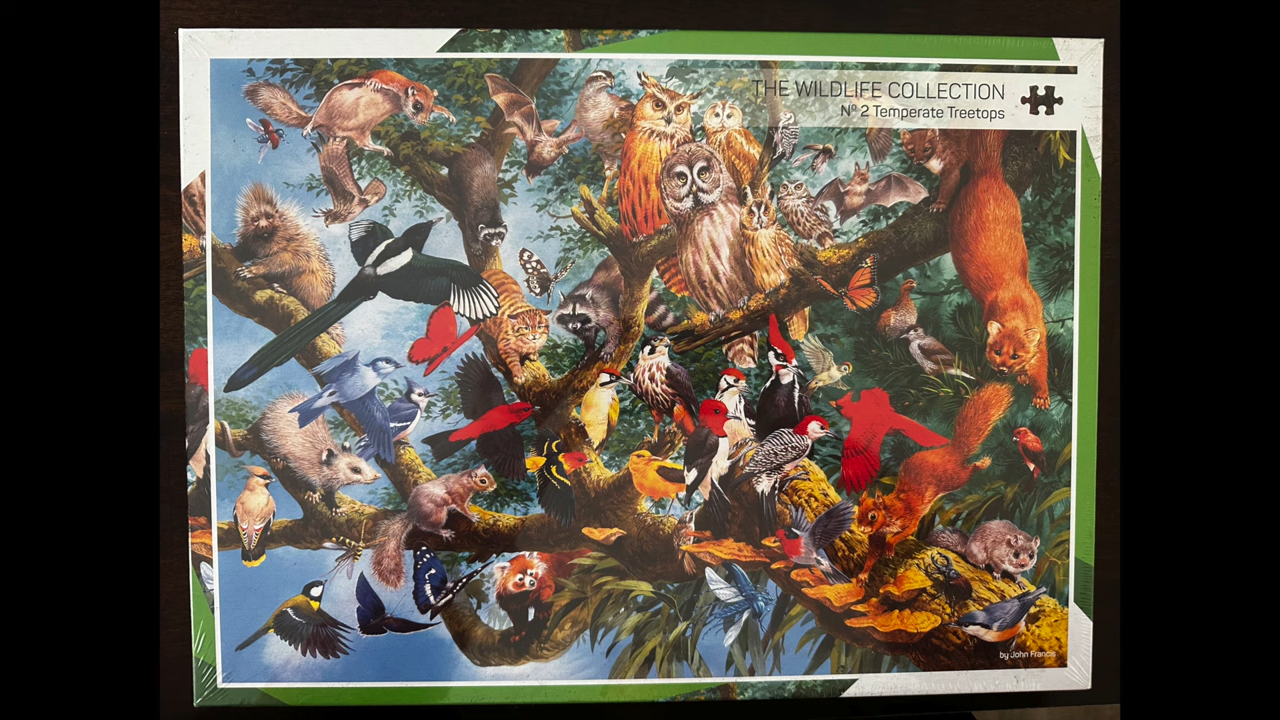 THE WILDLIFE COLLECTION
Nº 2 Temperate Treetops
by John Francis